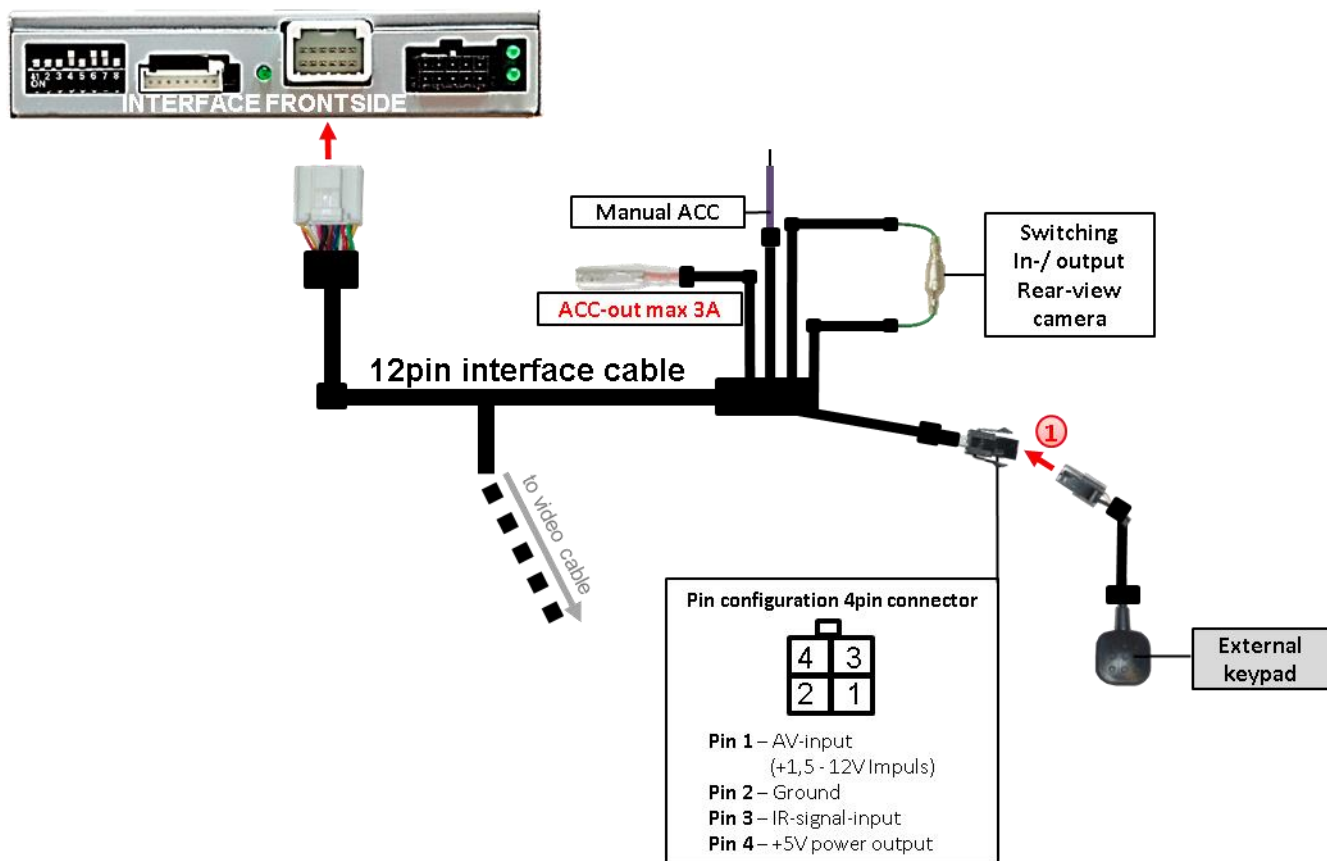 A1 2 3 4 5 6 7 8
ON
INTERFACE FRONTSIDE
Manual ACC
ACC-out max 3A
Switching
In-/ output
Rear-view
camera
12pin interface cable
1
to video cable
Pin configuration 4pin connector
4 3
2 1
Pin 1 – AV-input
(+1,5 - 12V Impuls)
Pin 2 – Ground
Pin 3 – IR-signal-input
Pin 4 – +5V power output
External
keypad